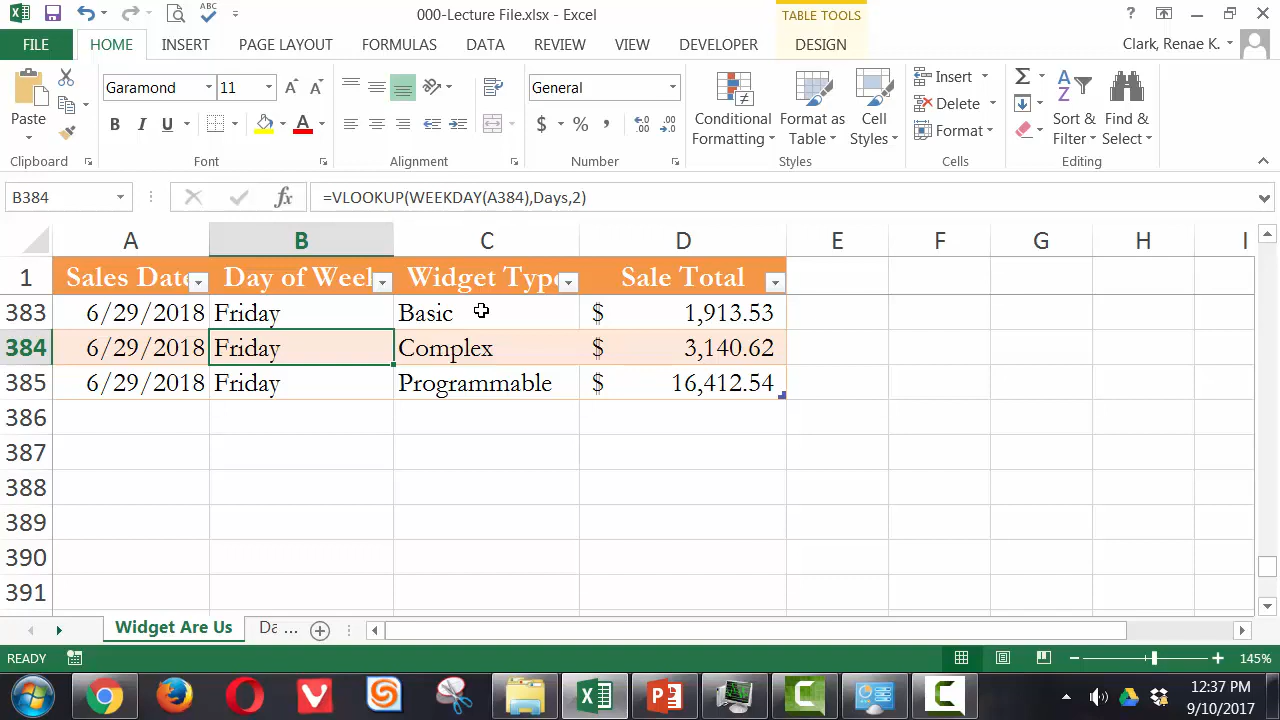 000-Lecture File.xlsx - Excel
TABLE TOOLS
FILE HOME INSERT PAGE LAYOUT FORMULAS DATA REVIEW VIEW DEVELOPER DESIGN
Clark, Renae K.
Paste
Garamond 11
B I U A
General
$ % ,
Conditional Formatting
Format as Table
Cell Styles
Insert
Delete
Format
Sort & Filter
Find & Select
Clipboard Font Alignment Number Styles Cells Editing
B384 fx =VLOOKUP(WEEKDAY(A384),Days,2)
A B C D E F G H I
1 Sales Date Day of Week Widget Type Sale Total
383 6/29/2018 Friday Basic $ 1,913.53
384 6/29/2018 Friday Complex $ 3,140.62
385 6/29/2018 Friday Programmable $ 16,412.54
386
387
388
389
390
391
Widget Are Us Da ...
READY 145%
12:37 PM
9/10/2017